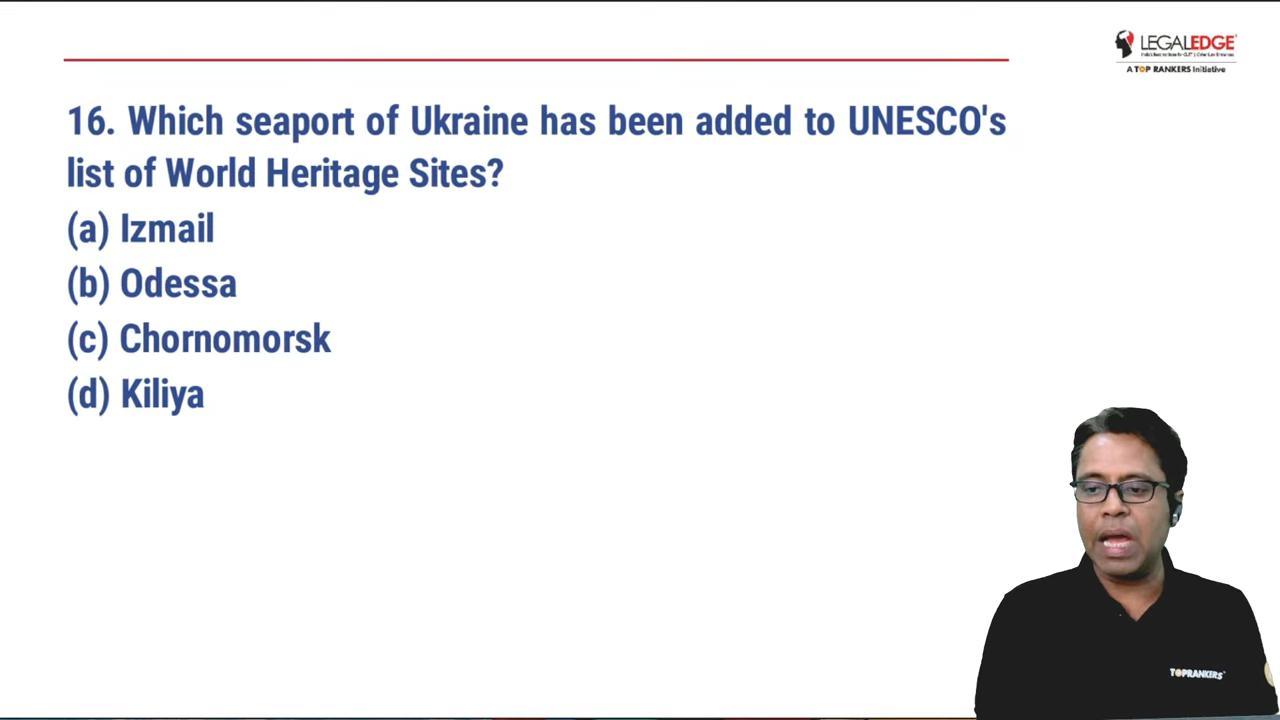 LEGALEDGE
A TOP RANKERS Initiative
16. Which seaport of Ukraine has been added to UNESCO's
list of World Heritage Sites?
(a) Izmail
(b) Odessa
(c) Chornomorsk
(d) Kiliya
TOPRANKERS